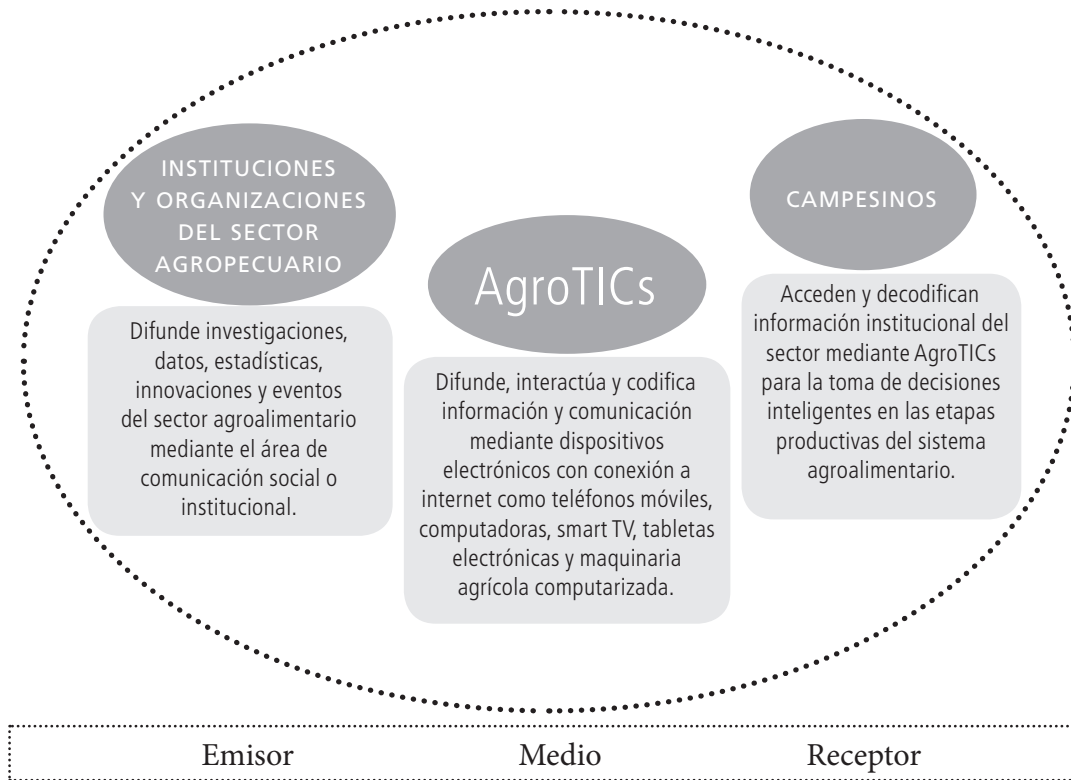 INSTITUCIONES
Y ORGANIZACIONES
DEL SECTOR
AGROPECUARIO
Difunde investigaciones,
datos, estadísticas,
innovaciones y eventos
del sector agroalimentario
mediante el área de
comunicación social o
institucional.
AgroTICs
Difunde, interactúa y codifica
información y comunicación
mediante dispositivos
electrónicos con conexión a
internet como teléfonos móviles,
computadoras, smart TV, tabletas
electrónicas y maquinaria
agrícola computarizada.
CAMPESINOS
Acceden y decodifican
información institucional del
sector mediante AgroTICs
para la toma de decisiones
inteligentes en las etapas
productivas del sistema
agroalimentario.
Emisor Medio Receptor